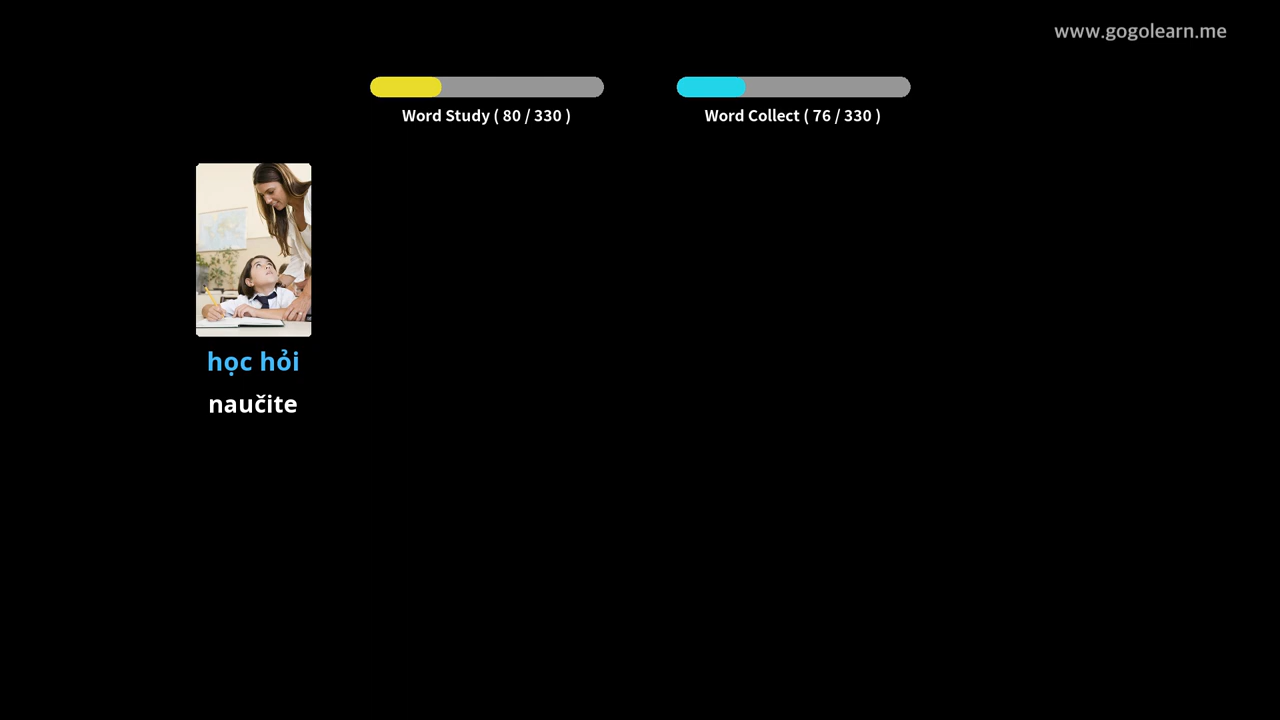 www.gogolearn.me
Word Study ( 80 / 330 )
Word Collect ( 76 / 330 )
học hỏi
naučite